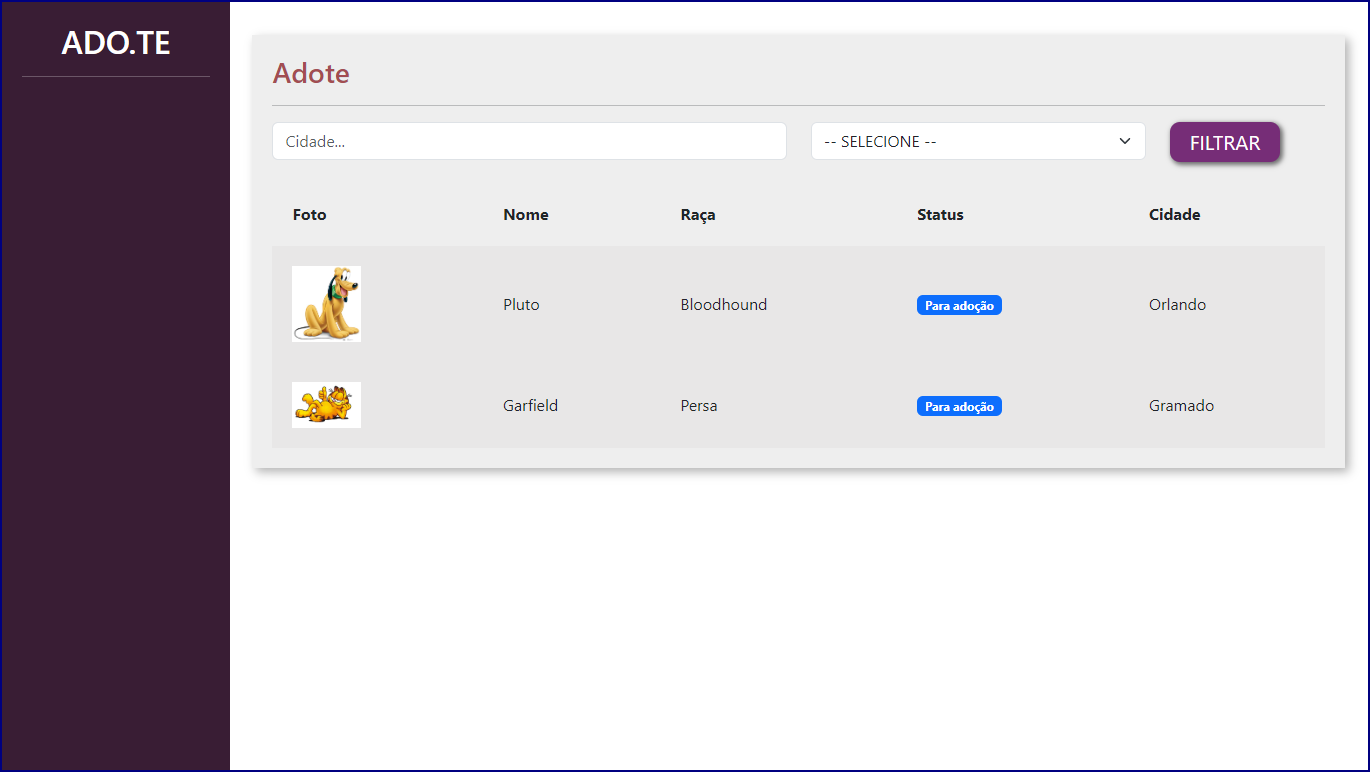 ADO.TE
Adote
Cidade...
-- SELECIONE --
FILTRAR
Foto Nome Raça Status Cidade
Pluto Bloodhound Para adoção Orlando
Garfield Persa Para adoção Gramado